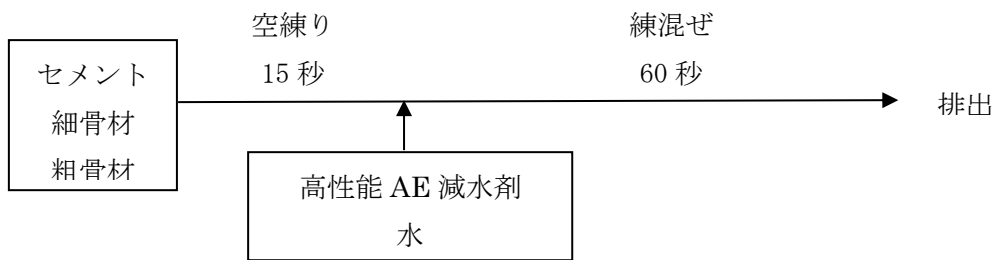 空練り
練混ぜ
15 秒
60 秒
セメント
細骨材
粗骨材
排出
高性能 AE 減水剤
水